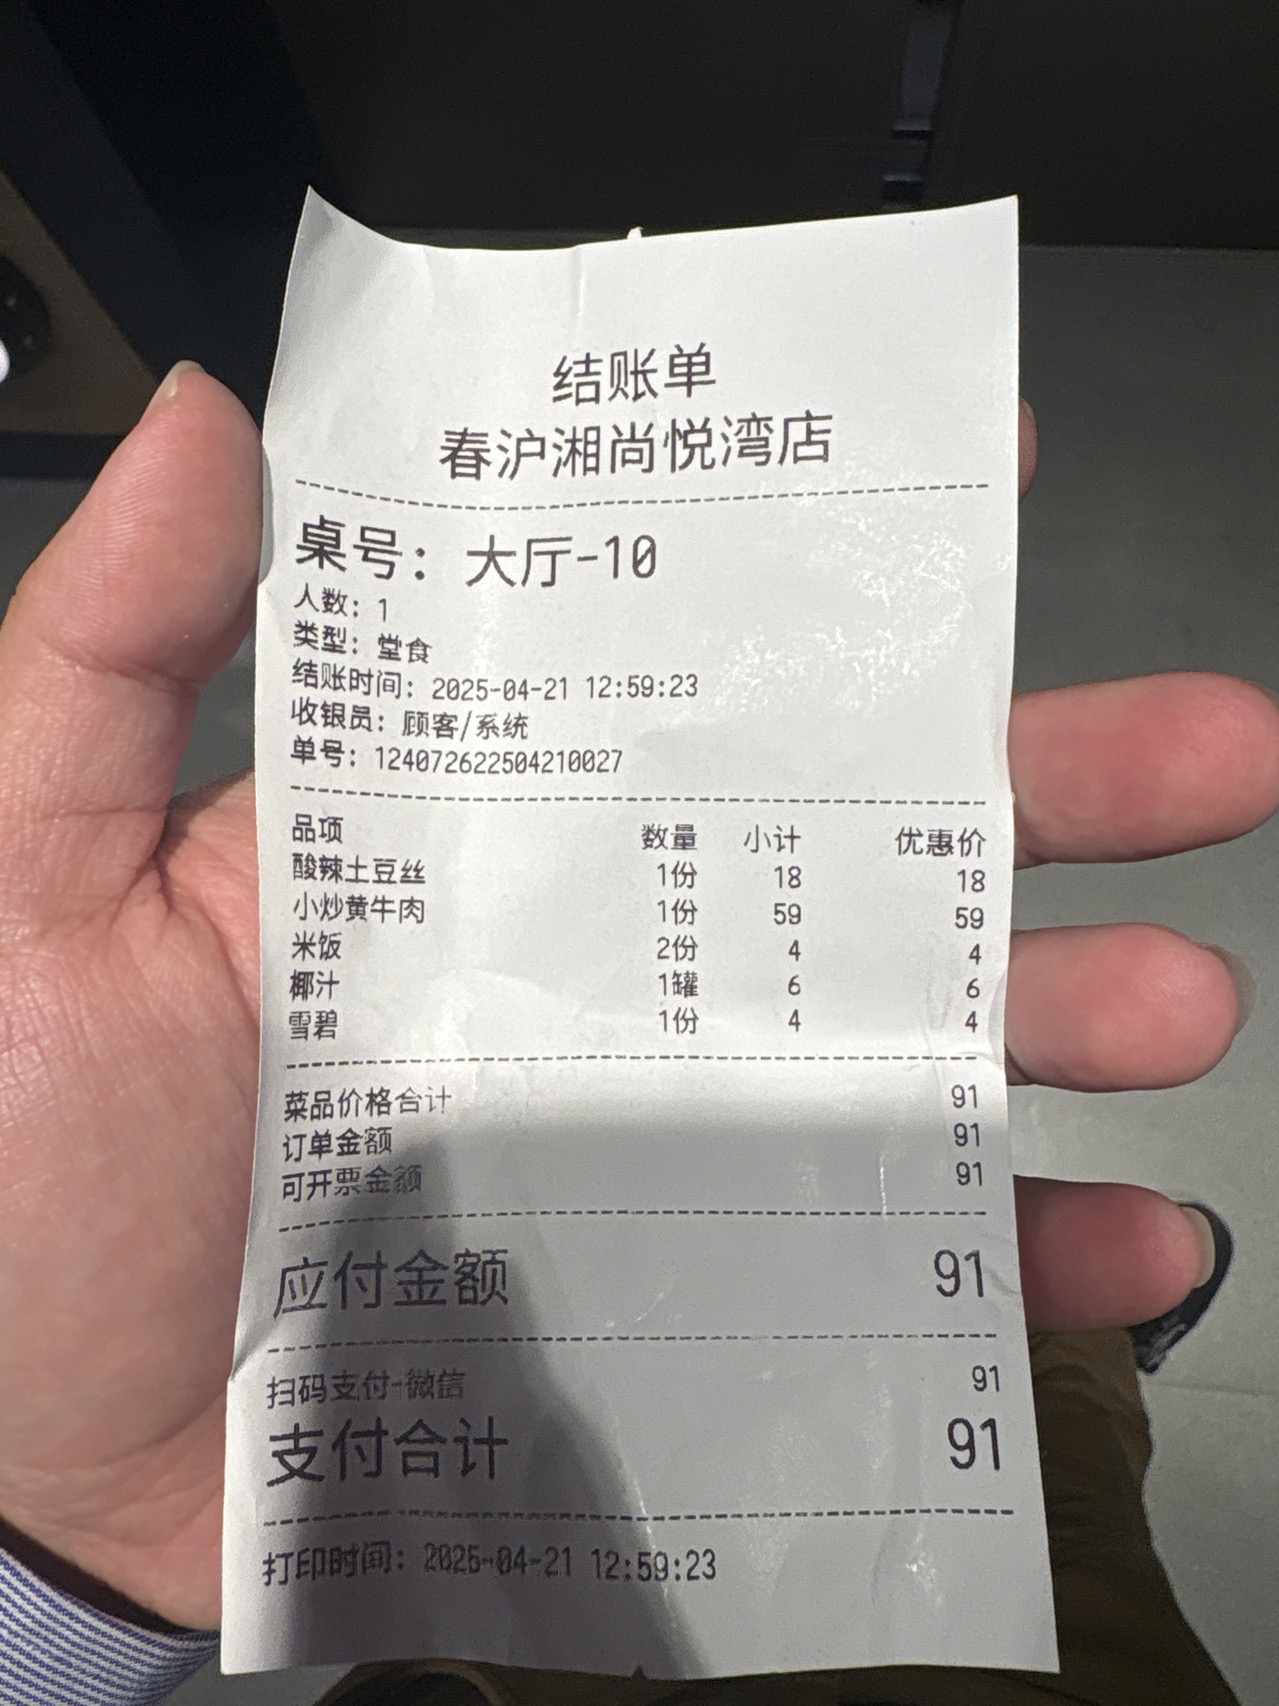 结账单
春沪湘尚悦湾店
桌号：大厅-10
人数：1
类型：堂食
结账时间：2025-04-21 12:59:23
收银员：顾客/系统
单号：124072622504210027
品项 数量 小计 优惠价
酸辣土豆丝 1份 18 18
小炒黄牛肉 1份 59 59
米饭 2份 4 4
椰汁 1罐 6 6
雪碧 1份 4 4
菜品价格合计 91
订单金额 91
可开票金额 91
应付金额 91
扫码支付-微信 91
支付合计 91
打印时间：2025-04-21 12:59:23